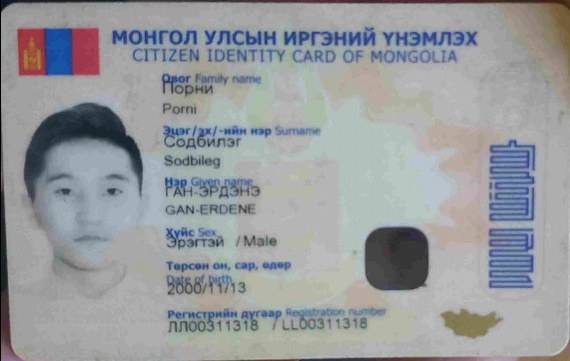 МОНГОЛ УЛСЫН ИРГЭНИЙ ҮНЭМЛЭХ
CITIZEN IDENTITY CARD OF MONGOLIA
Овог Family name
Порни
Porni
Эцэг/эх/-ийн нэр Surname
Содбилэг
Sodbileg
Нэр Given name
ГАН-ЭРДЭНЭ
GAN-ERDENE
Хүйс Sex
Эрэгтэй / Male
Төрсөн он, сар, өдөр
Date of birth
2000/11/13
Регистрийн дугаар Registration number
ЛЛ00311318 / LL00311318